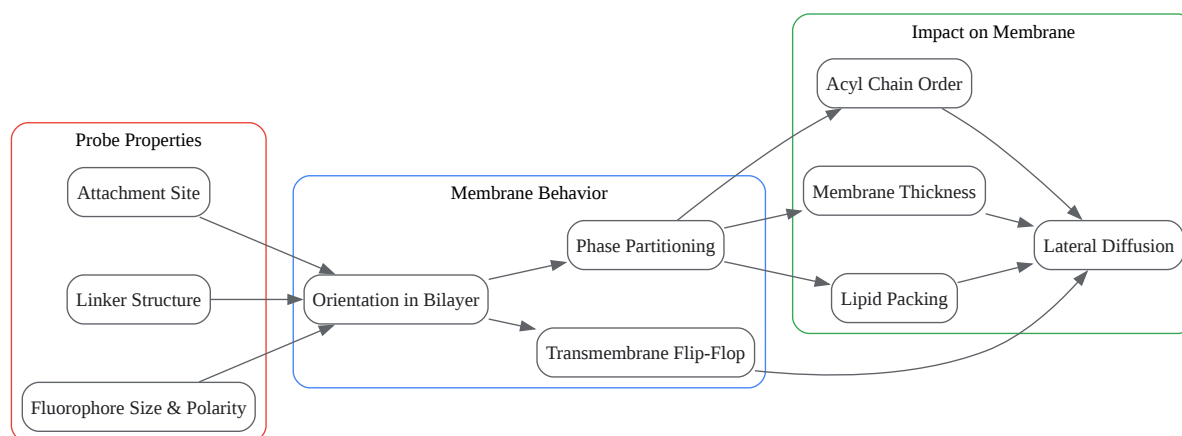 Probe Properties
Attachment Site
Linker Structure
Fluorophore Size & Polarity
Membrane Behavior
Orientation in Bilayer
Phase Partitioning
Transmembrane Flip-Flop
Impact on Membrane
Acyl Chain Order
Membrane Thickness
Lipid Packing
Lateral Diffusion